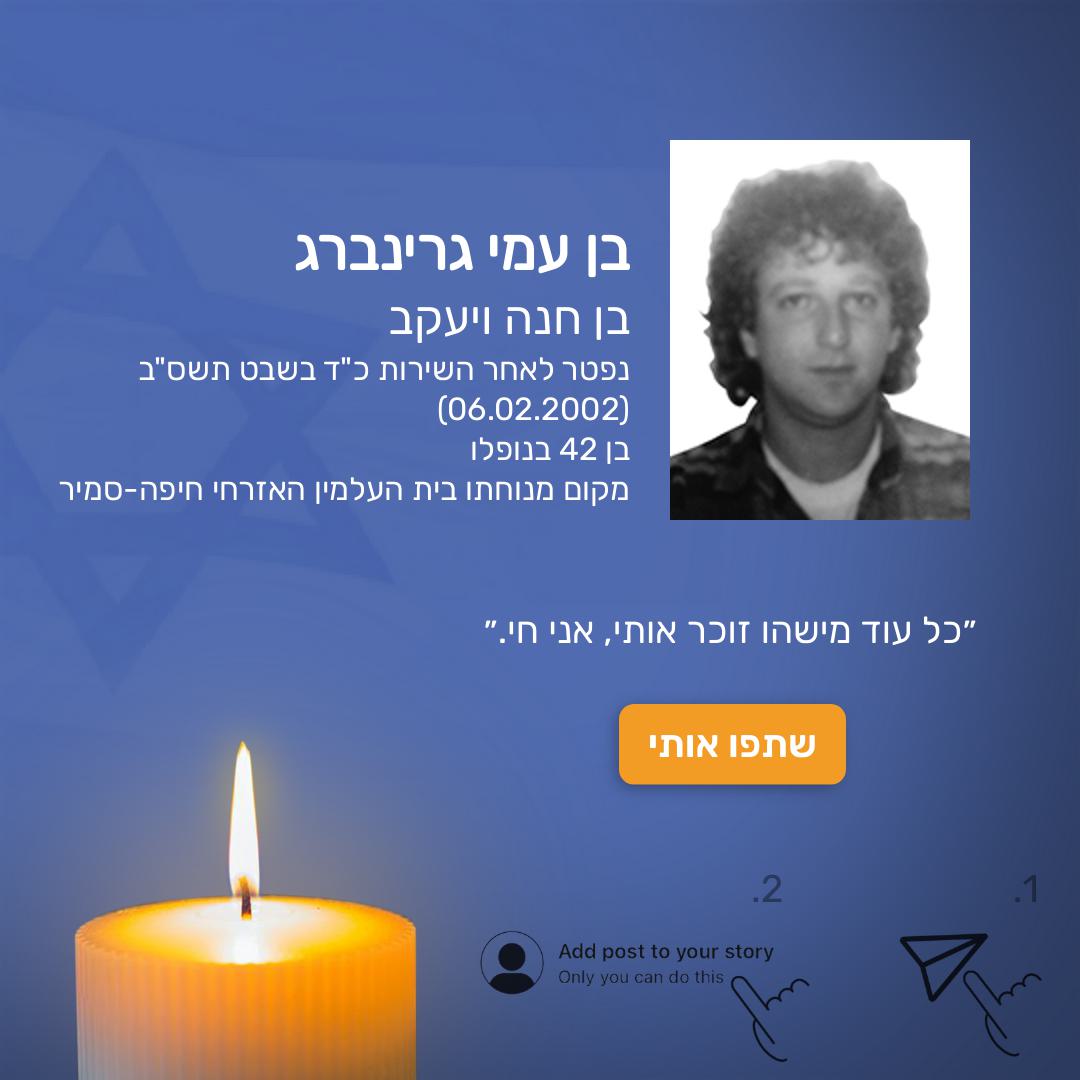 בן עמי גרינברג
בן חנה ויעקב
נפטר לאחר השירות כ"ד בשבט תשס"ב
(06.02.2002)
בן 42 בנופלו
מקום מנוחתו בית העלמין האזרחי חיפה-סמיר
״כל עוד מישהו זוכר אותי, אני חי.״
שתפו אותי
.1
.2
Add post to your story
Only you can do this